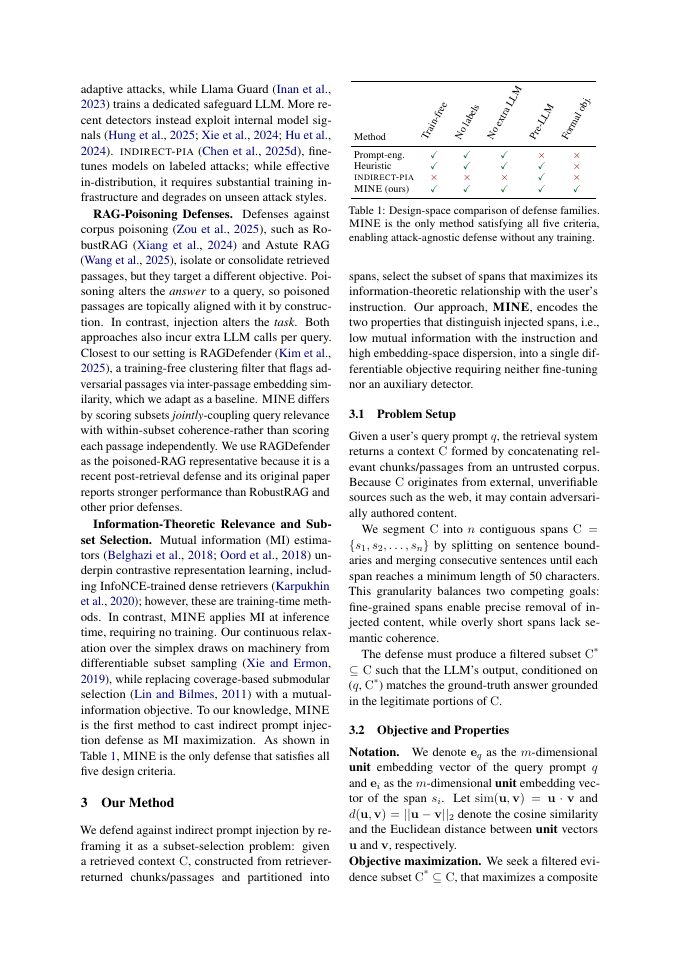 adaptive attacks, while Llama Guard (Inan et al.,
2023) trains a dedicated safeguard LLM. More re-
cent detectors instead exploit internal model sig-
nals (Hung et al., 2025; Xie et al., 2024; Hu et al.,
2024). INDIRECT-PIA (Chen et al., 2025d), fine-
tunes models on labeled attacks; while effective
in-distribution, it requires substantial training in-
frastructure and degrades on unseen attack styles.
RAG-Poisoning Defenses. Defenses against
corpus poisoning (Zou et al., 2025), such as Ro-
bustRAG (Xiang et al., 2024) and Astute RAG
(Wang et al., 2025), isolate or consolidate retrieved
passages, but they target a different objective. Poi-
soning alters the answer to a query, so poisoned
passages are topically aligned with it by construc-
tion. In contrast, injection alters the task. Both
approaches also incur extra LLM calls per query.
Closest to our setting is RAGDefender (Kim et al.,
2025), a training-free clustering filter that flags ad-
versarial passages via inter-passage embedding sim-
ilarity, which we adapt as a baseline. MINE differs
by scoring subsets jointly-coupling query relevance
with within-subset coherence-rather than scoring
each passage independently. We use RAGDefender
as the poisoned-RAG representative because it is a
recent post-retrieval defense and its original paper
reports stronger performance than RobustRAG and
other prior defenses.
Information-Theoretic Relevance and Sub-
set Selection. Mutual information (MI) estima-
tors (Belghazi et al., 2018; Oord et al., 2018) un-
derpin contrastive representation learning, includ-
ing InfoNCE-trained dense retrievers (Karpukhin
et al., 2020); however, these are training-time meth-
ods. In contrast, MINE applies MI at inference
time, requiring no training. Our continuous relax-
ation over the simplex draws on machinery from
differentiable subset sampling (Xie and Ermon,
2019), while replacing coverage-based submodular
selection (Lin and Bilmes, 2011) with a mutual-
information objective. To our knowledge, MINE
is the first method to cast indirect prompt injec-
tion defense as MI maximization. As shown in
Table 1, MINE is the only defense that satisfies all
five design criteria.
3 Our Method
We defend against indirect prompt injection by re-
framing it as a subset-selection problem: given
a retrieved context C, constructed from retriever-
returned chunks/passages and partitioned into
Method Train-free No labels No extra LLM Pre-LLM Formal obj.
Prompt-eng. ✓ ✓ ✓ × ×
Heuristic ✓ ✓ ✓ ✓ ×
INDIRECT-PIA × × × ✓ ×
MINE (ours) ✓ ✓ ✓ ✓ ✓
Table 1: Design-space comparison of defense families.
MINE is the only method satisfying all five criteria,
enabling attack-agnostic defense without any training.
spans, select the subset of spans that maximizes its
information-theoretic relationship with the user's
instruction. Our approach, MINE, encodes the
two properties that distinguish injected spans, i.e.,
low mutual information with the instruction and
high embedding-space dispersion, into a single dif-
ferentiable objective requiring neither fine-tuning
nor an auxiliary detector.
3.1 Problem Setup
Given a user's query prompt q, the retrieval system
returns a context C formed by concatenating rel-
evant chunks/passages from an untrusted corpus.
Because C originates from external, unverifiable
sources such as the web, it may contain adversari-
ally authored content.
We segment C into n contiguous spans C =
{s₁, s₂, . . . , sₙ} by splitting on sentence bound-
aries and merging consecutive sentences until each
span reaches a minimum length of 50 characters.
This granularity balances two competing goals:
fine-grained spans enable precise removal of in-
jected content, while overly short spans lack se-
mantic coherence.
The defense must produce a filtered subset C*
⊆ C such that the LLM's output, conditioned on
(q, C*) matches the ground-truth answer grounded
in the legitimate portions of C.
3.2 Objective and Properties
Notation. We denote e_q as the m-dimensional
unit embedding vector of the query prompt q
and e_i as the m-dimensional unit embedding vec-
tor of the span s_i. Let sim(u, v) = u · v and
d(u, v) = ||u − v||₂ denote the cosine similarity
and the Euclidean distance between unit vectors
u and v, respectively.
Objective maximization. We seek a filtered evi-
dence subset C* ⊆ C, that maximizes a composite